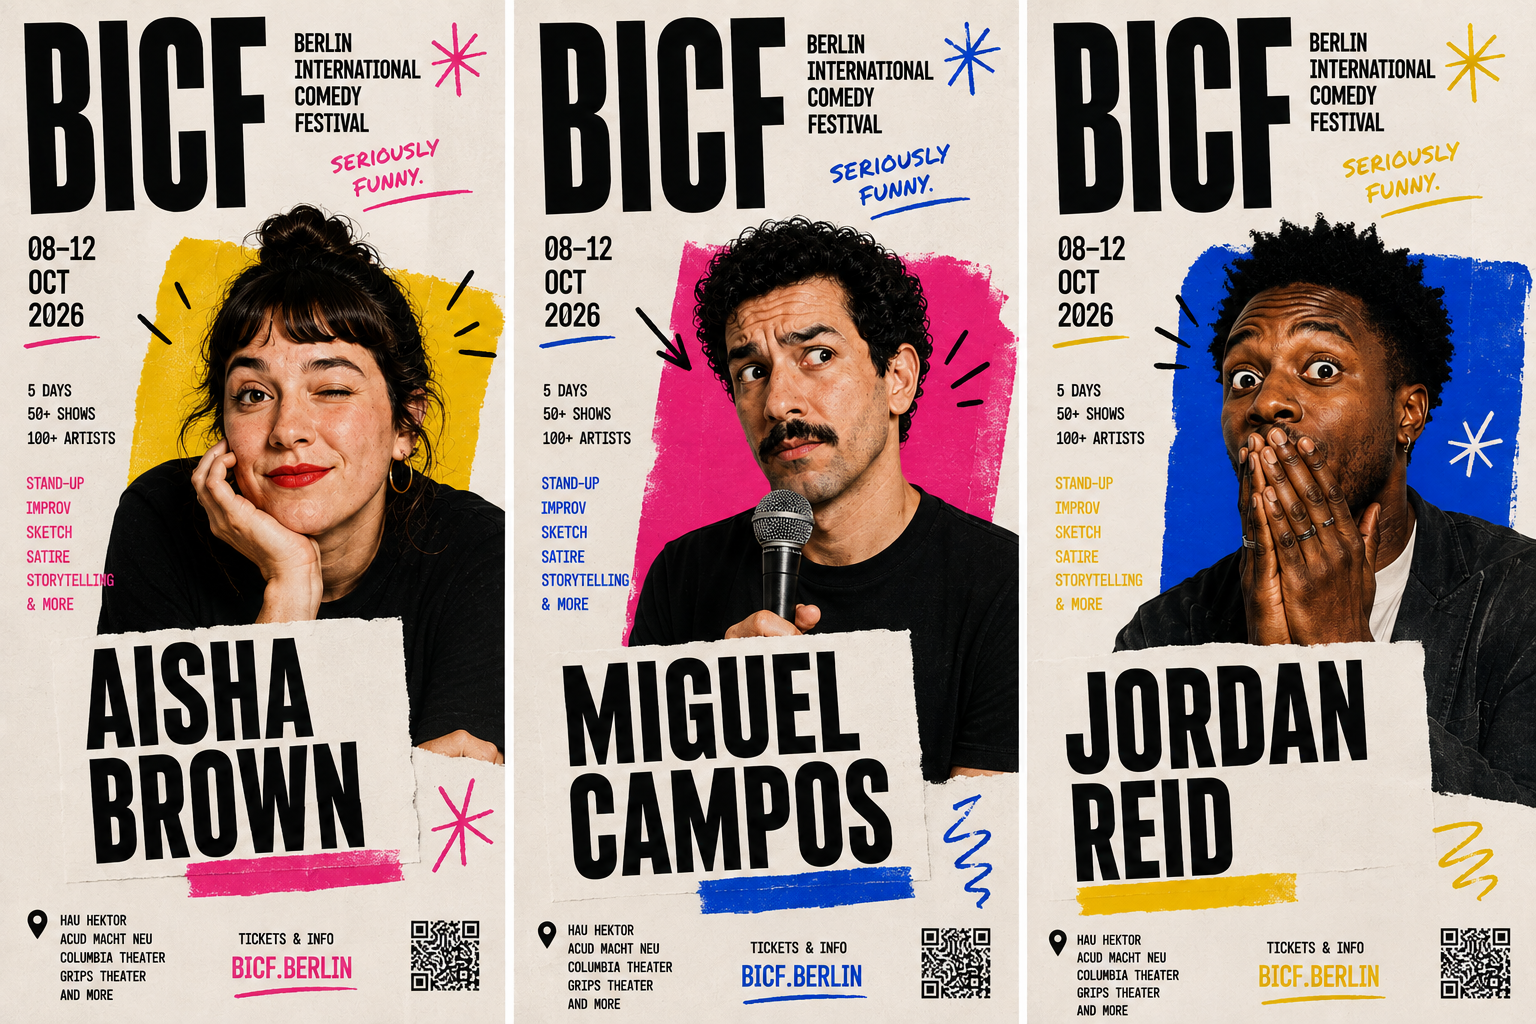 BICF
BERLIN
INTERNATIONAL
COMEDY
FESTIVAL
SERIOUSLY
FUNNY.
08–12
OCT
2026
5 DAYS
50+ SHOWS
100+ ARTISTS
STAND-UP
IMPROV
SKETCH
SATIRE
STORYTELLING
& MORE
AISHA
BROWN
HAU HEKTOR
ACUD MACHT NEU
COLUMBIA THEATER
GRIPS THEATER
AND MORE
TICKETS & INFO
BICF.BERLIN
BICF
BERLIN
INTERNATIONAL
COMEDY
FESTIVAL
SERIOUSLY
FUNNY.
08–12
OCT
2026
5 DAYS
50+ SHOWS
100+ ARTISTS
STAND-UP
IMPROV
SKETCH
SATIRE
STORYTELLING
& MORE
MIGUEL
CAMPOS
HAU HEKTOR
ACUD MACHT NEU
COLUMBIA THEATER
GRIPS THEATER
AND MORE
TICKETS & INFO
BICF.BERLIN
BICF
BERLIN
INTERNATIONAL
COMEDY
FESTIVAL
SERIOUSLY
FUNNY.
08–12
OCT
2026
5 DAYS
50+ SHOWS
100+ ARTISTS
STAND-UP
IMPROV
SKETCH
SATIRE
STORYTELLING
& MORE
JORDAN
REID
HAU HEKTOR
ACUD MACHT NEU
COLUMBIA THEATER
GRIPS THEATER
AND MORE
TICKETS & INFO
BICF.BERLIN